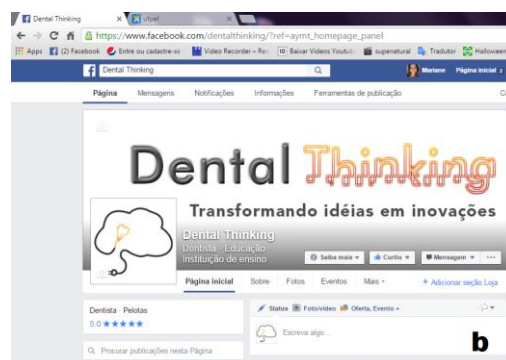 Dental Thinking
ufpel
https://www.facebook.com/dentalthinking/?ref=aymt_homepage_panel
Apps (2) Facebook Entre ou cadastre-se Video Recorder – Rec Baixar Videos Youtub supenatural Tradutor Halloween
Dental Thinking
Mariane Página inicial
Página Mensagens Notificações Informações Ferramentas de publicação
Dental Thinking
Transformando idéias em inovações
Dental Thinking
Dentista · Educação ·
Instituição de ensino
Saiba mais Curtiu Mensagem ...
Página inicial Sobre Fotos Eventos Mais + Adicionar seção Loja
Dentista · Pelotas
5.0 ★★★★★
Status Foto/vídeo Oferta, Evento +
Escreva algo...
Procurar publicações nesta Página
b